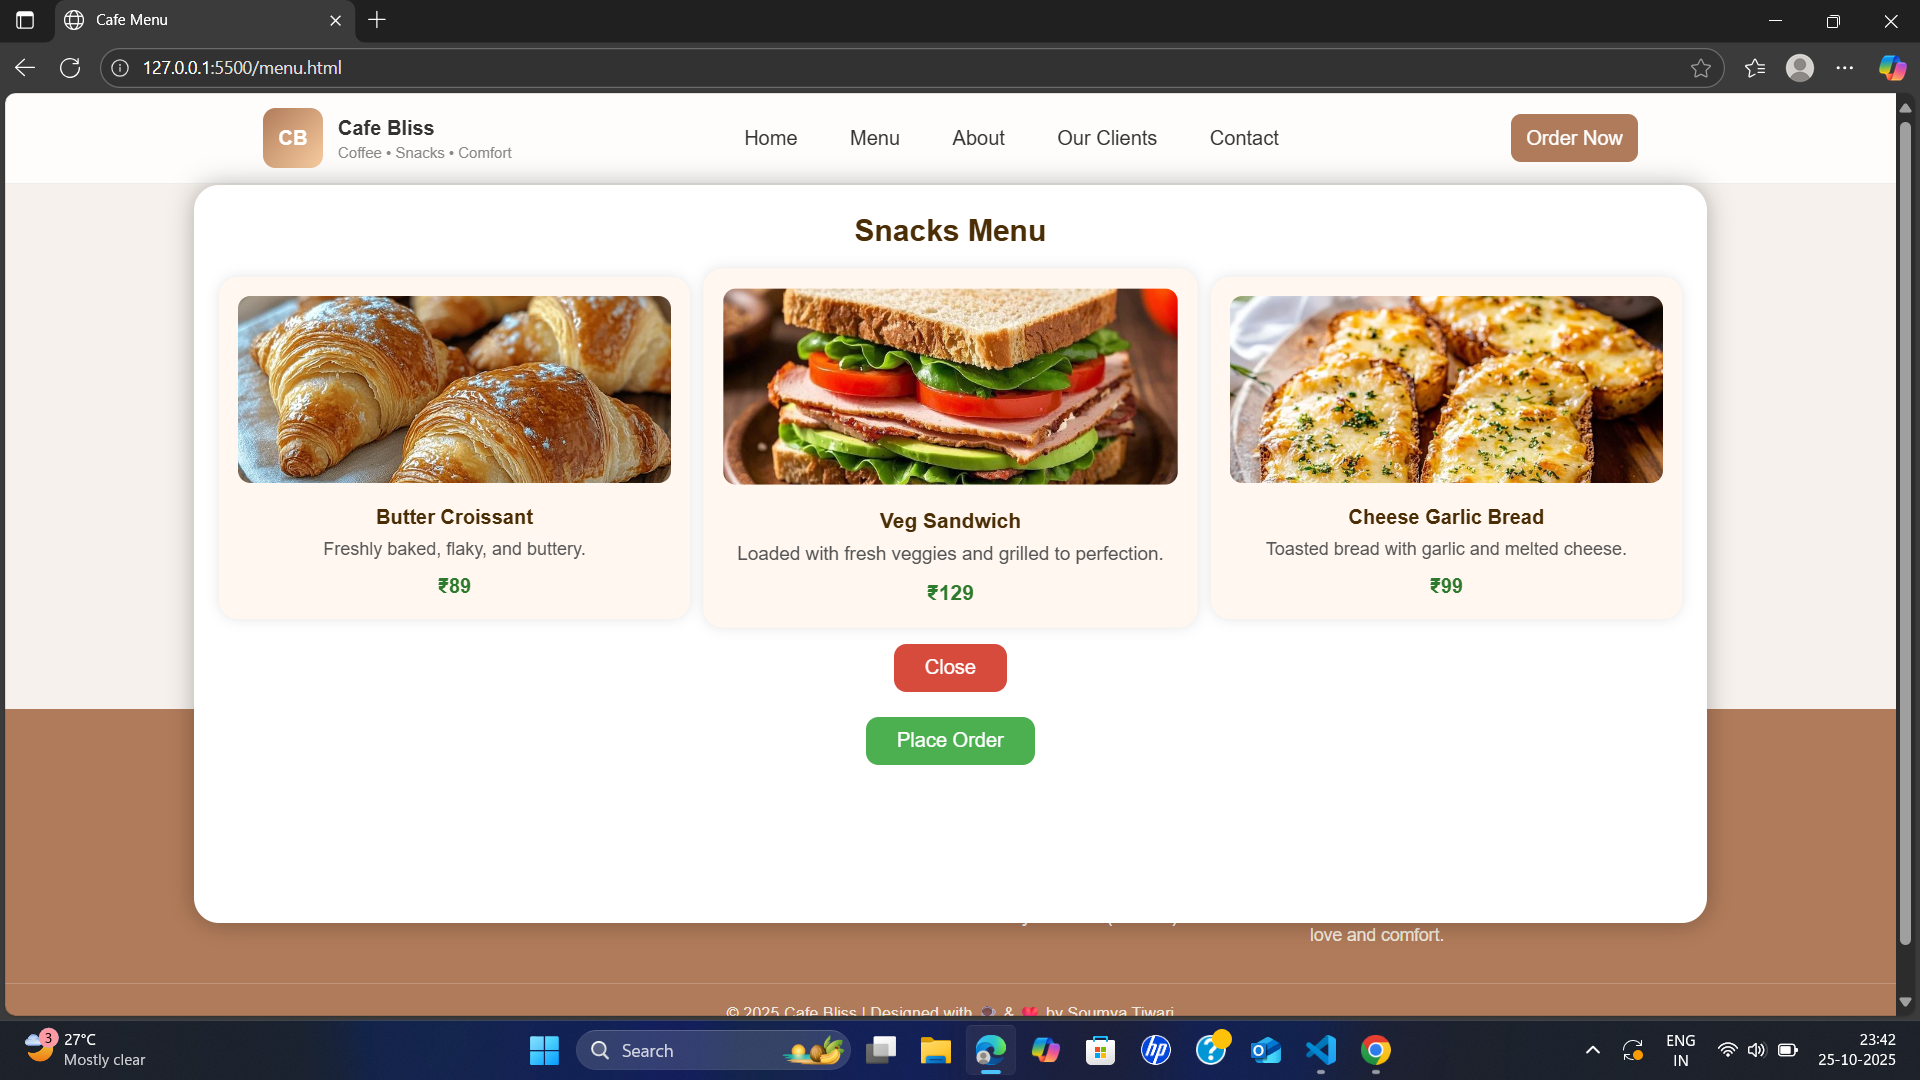 Cafe Menu
127.0.0.1:5500/menu.html
CB
Cafe Bliss
Coffee • Snacks • Comfort
Home
Menu
About
Our Clients
Contact
Order Now
Snacks Menu
Butter Croissant
Freshly baked, flaky, and buttery.
₹89
Veg Sandwich
Loaded with fresh veggies and grilled to perfection.
₹129
Cheese Garlic Bread
Toasted bread with garlic and melted cheese.
₹99
Close
Place Order
love and comfort.
© 2025 Cafe Bliss | Designed with ☕ & ❤️ by Soumya Tiwari
3
27°C
Mostly clear
Search
hp
ENG
IN
23:42
25-10-2025